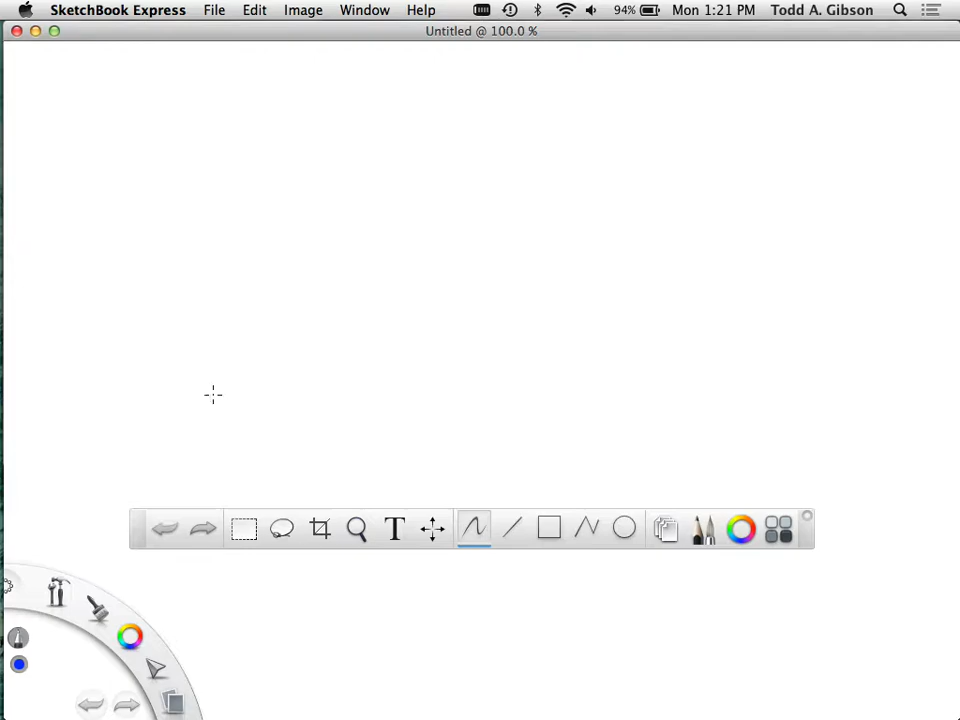 SketchBook Express File Edit Image Window Help 94% Mon 1:21 PM Todd A. Gibson
Untitled @ 100.0 %
T